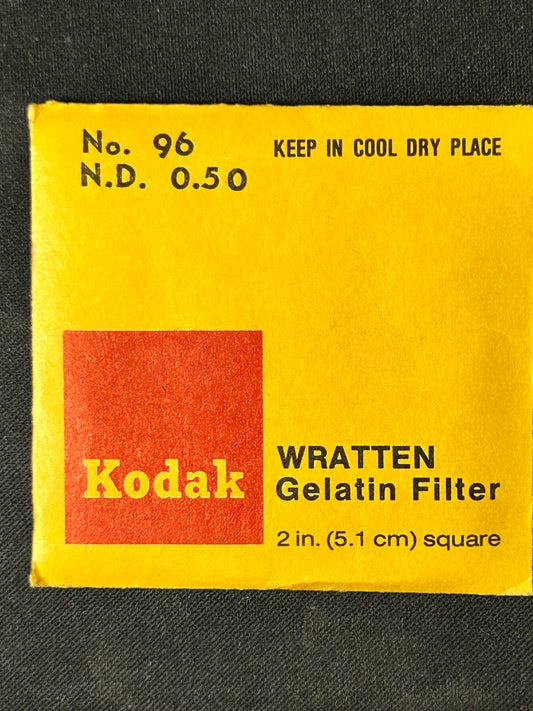 No. 96
N.D. 0.50
KEEP IN COOL DRY PLACE
Kodak
WRATTEN
Gelatin Filter
2 in. (5.1 cm) square